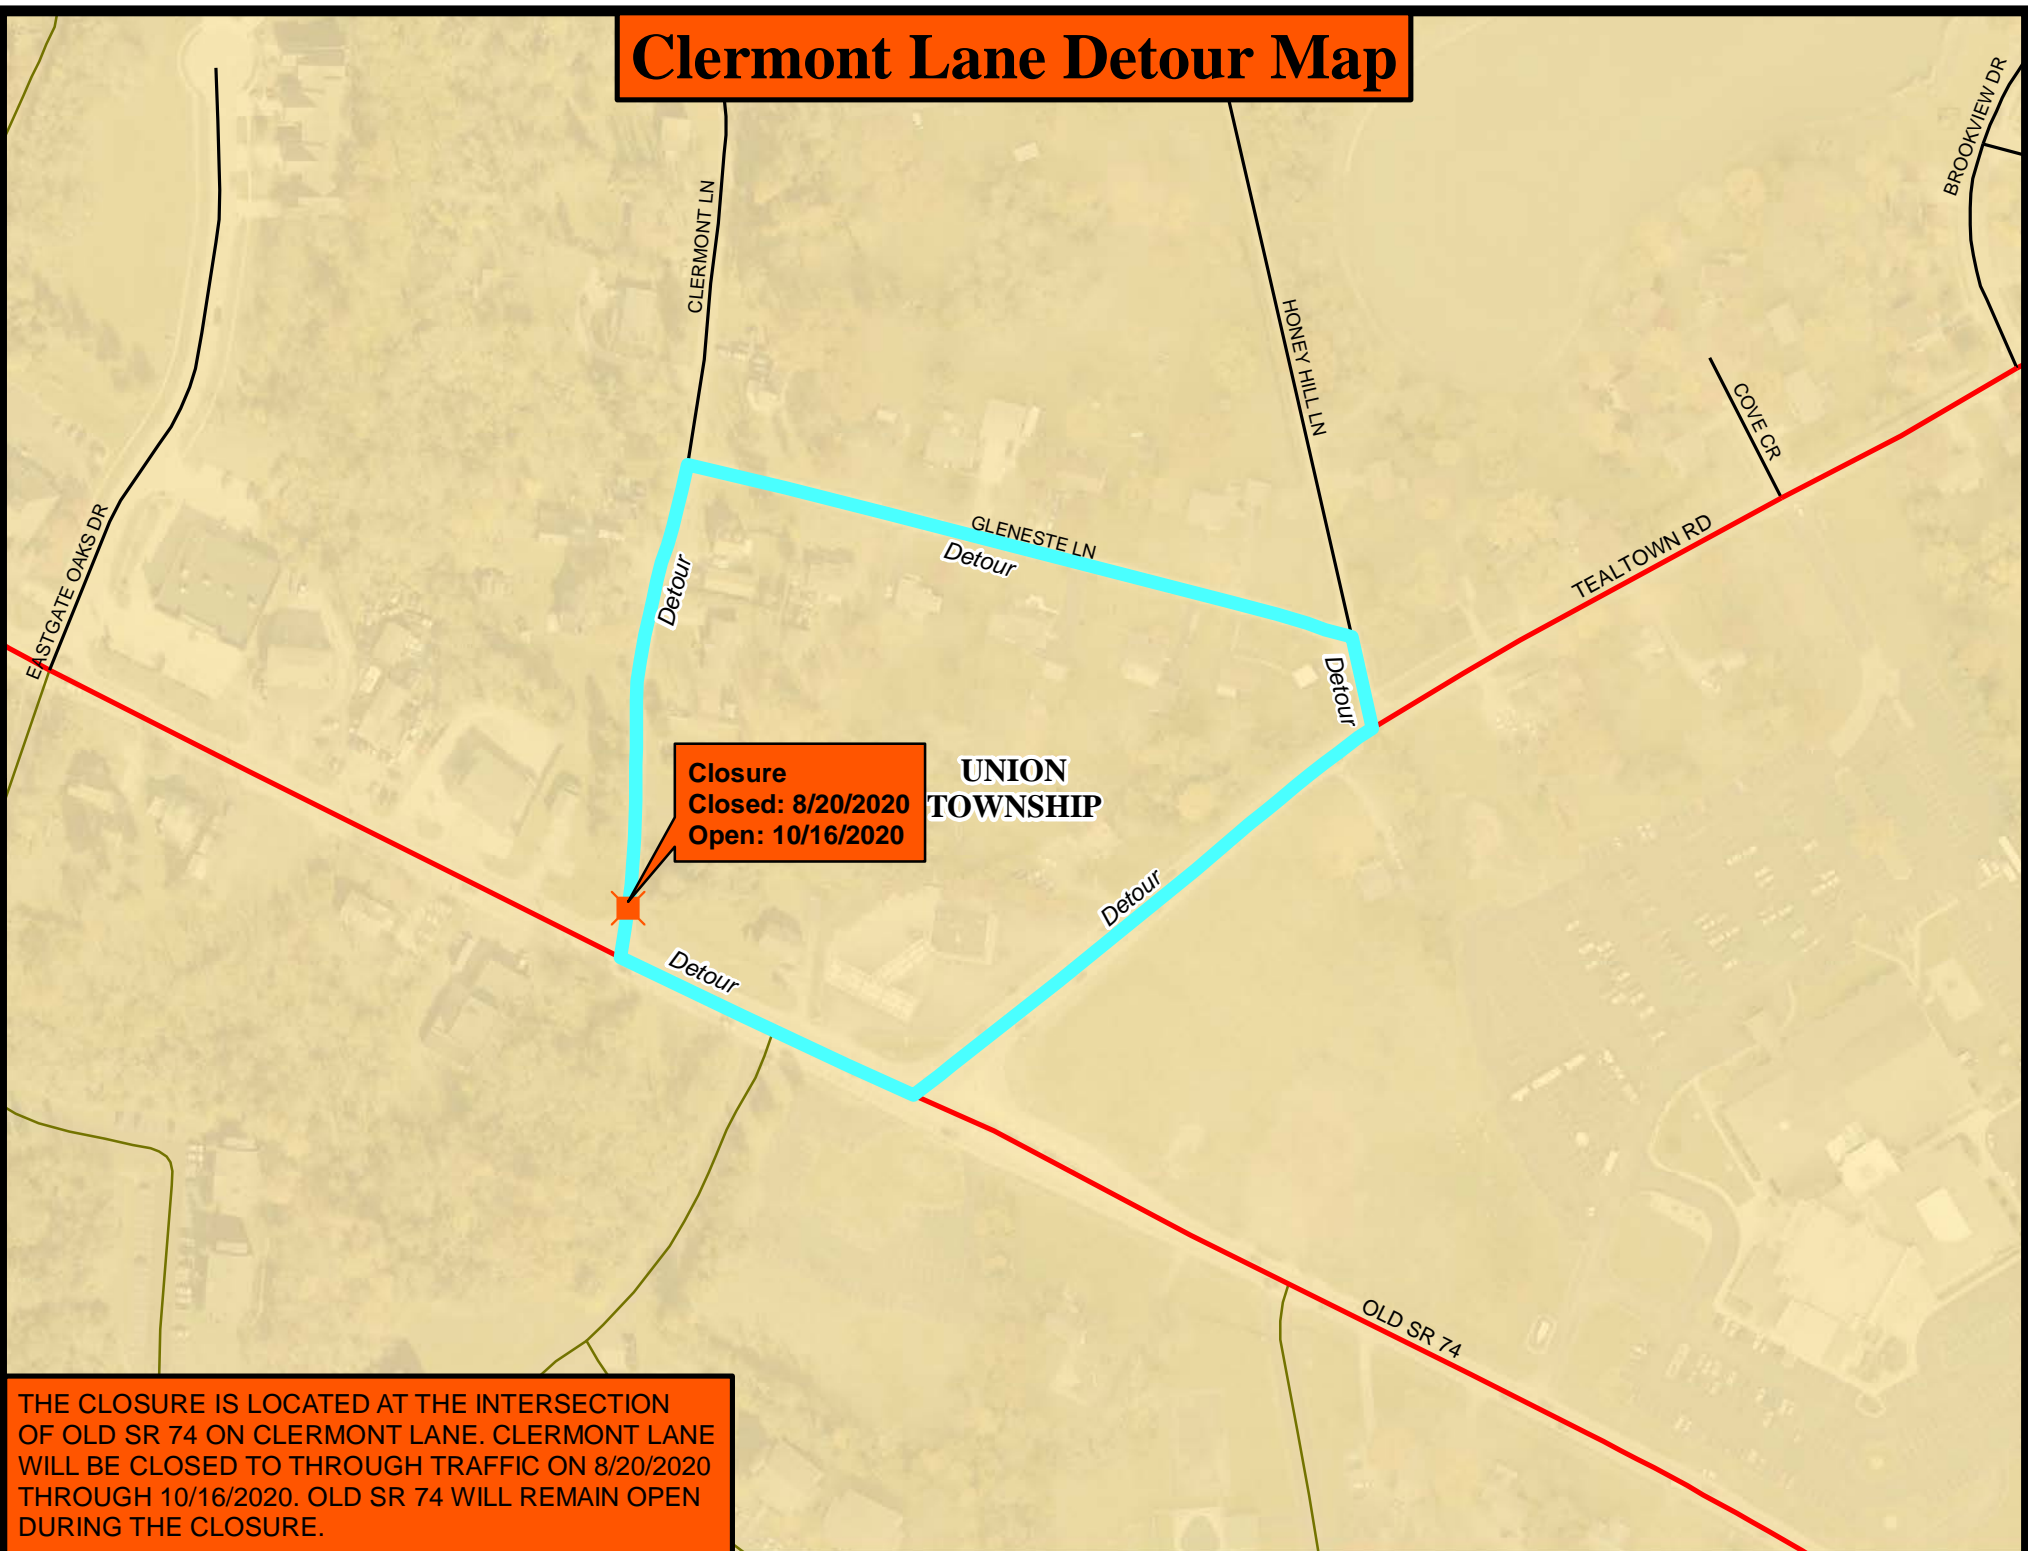 Clermont Lane Detour Map
BROOKVIEW DR
CLERMONT LN
HONEY HILL LN
COVE CR
EASTGATE OAKS DR
GLENESTE LN
Detour
TEALTOWN RD
Detour
Detour
Closure
Closed: 8/20/2020
Open: 10/16/2020
UNION
TOWNSHIP
Detour
Detour
OLD SR 74
THE CLOSURE IS LOCATED AT THE INTERSECTION
OF OLD SR 74 ON CLERMONT LANE. CLERMONT LANE
WILL BE CLOSED TO THROUGH TRAFFIC ON 8/20/2020
THROUGH 10/16/2020. OLD SR 74 WILL REMAIN OPEN
DURING THE CLOSURE.